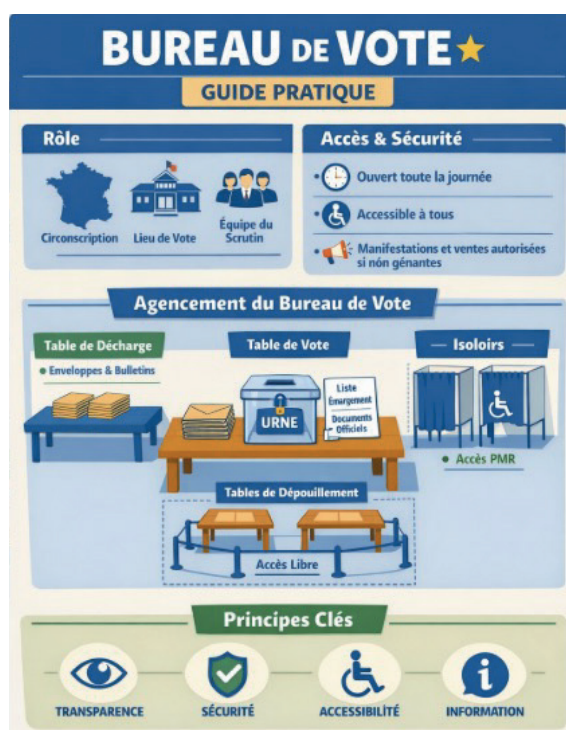 BUREAU DE VOTE
GUIDE PRATIQUE
Rôle
Circonscription
Lieu de Vote
Équipe du
Scrutin
Accès & Sécurité
• Ouvert toute la journée
• Accessible à tous
• Manifestations et ventes autorisées
si nón génantes
Agencement du Bureau de Vote
Table de Décharge
• Enveloppes & Bulletins
Table de Vote
URNE
Liste
Émargement
Documents
Officiels
Isoloirs
• Accès PMR
Tables de Dépouillement
Accès Libre
Principes Clés
TRANSPARENCE
SÉCURITÉ
ACCESSIBILITÉ
INFORMATION